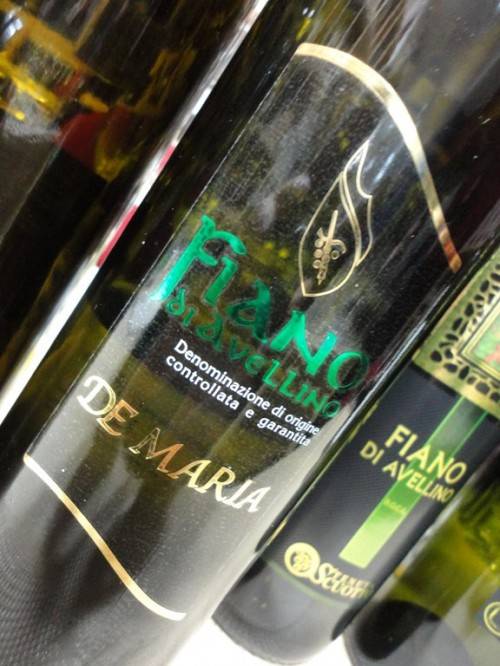 FIANO
di AVELLINO
Denominazione di origine
controllata e garantita
DE MARIA
FIANO
DI AVELLINO